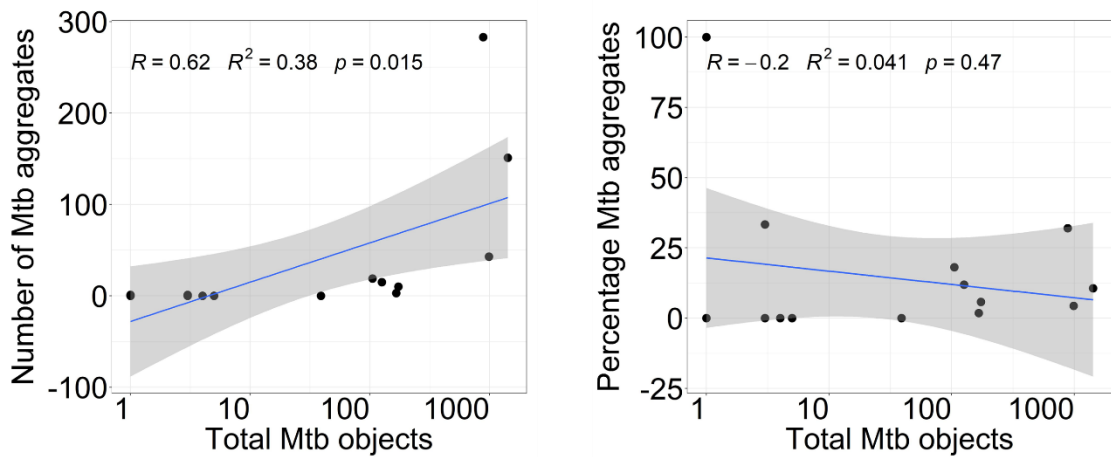 300
200
100
0
-100
Number of Mtb aggregates
R = 0.62 R² = 0.38 p = 0.015
1 10 100 1000
Total Mtb objects
100
75
50
25
0
-25
Percentage Mtb aggregates
R = −0.2 R² = 0.041 p = 0.47
1 10 100 1000
Total Mtb objects